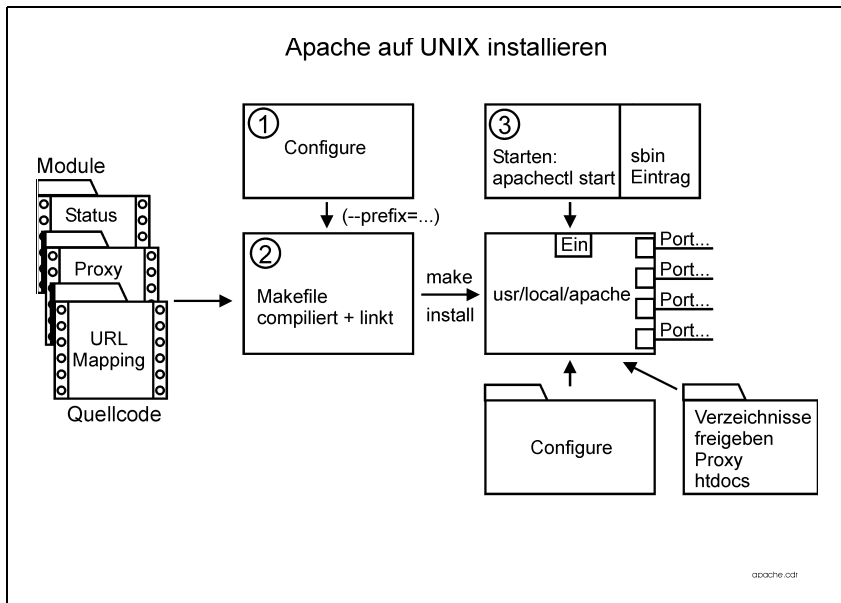 Apache auf UNIX installieren
Module
Status
Proxy
URL
Mapping
Quellcode
1
Configure
(--prefix=...)
2
Makefile
compiliert + linkt
make
install
3
Starten:
apachectl start
sbin
Eintrag
Ein
usr/local/apache
Port...
Port...
Port...
Port...
Configure
Verzeichnisse
freigeben
Proxy
htdocs
apache.cdr